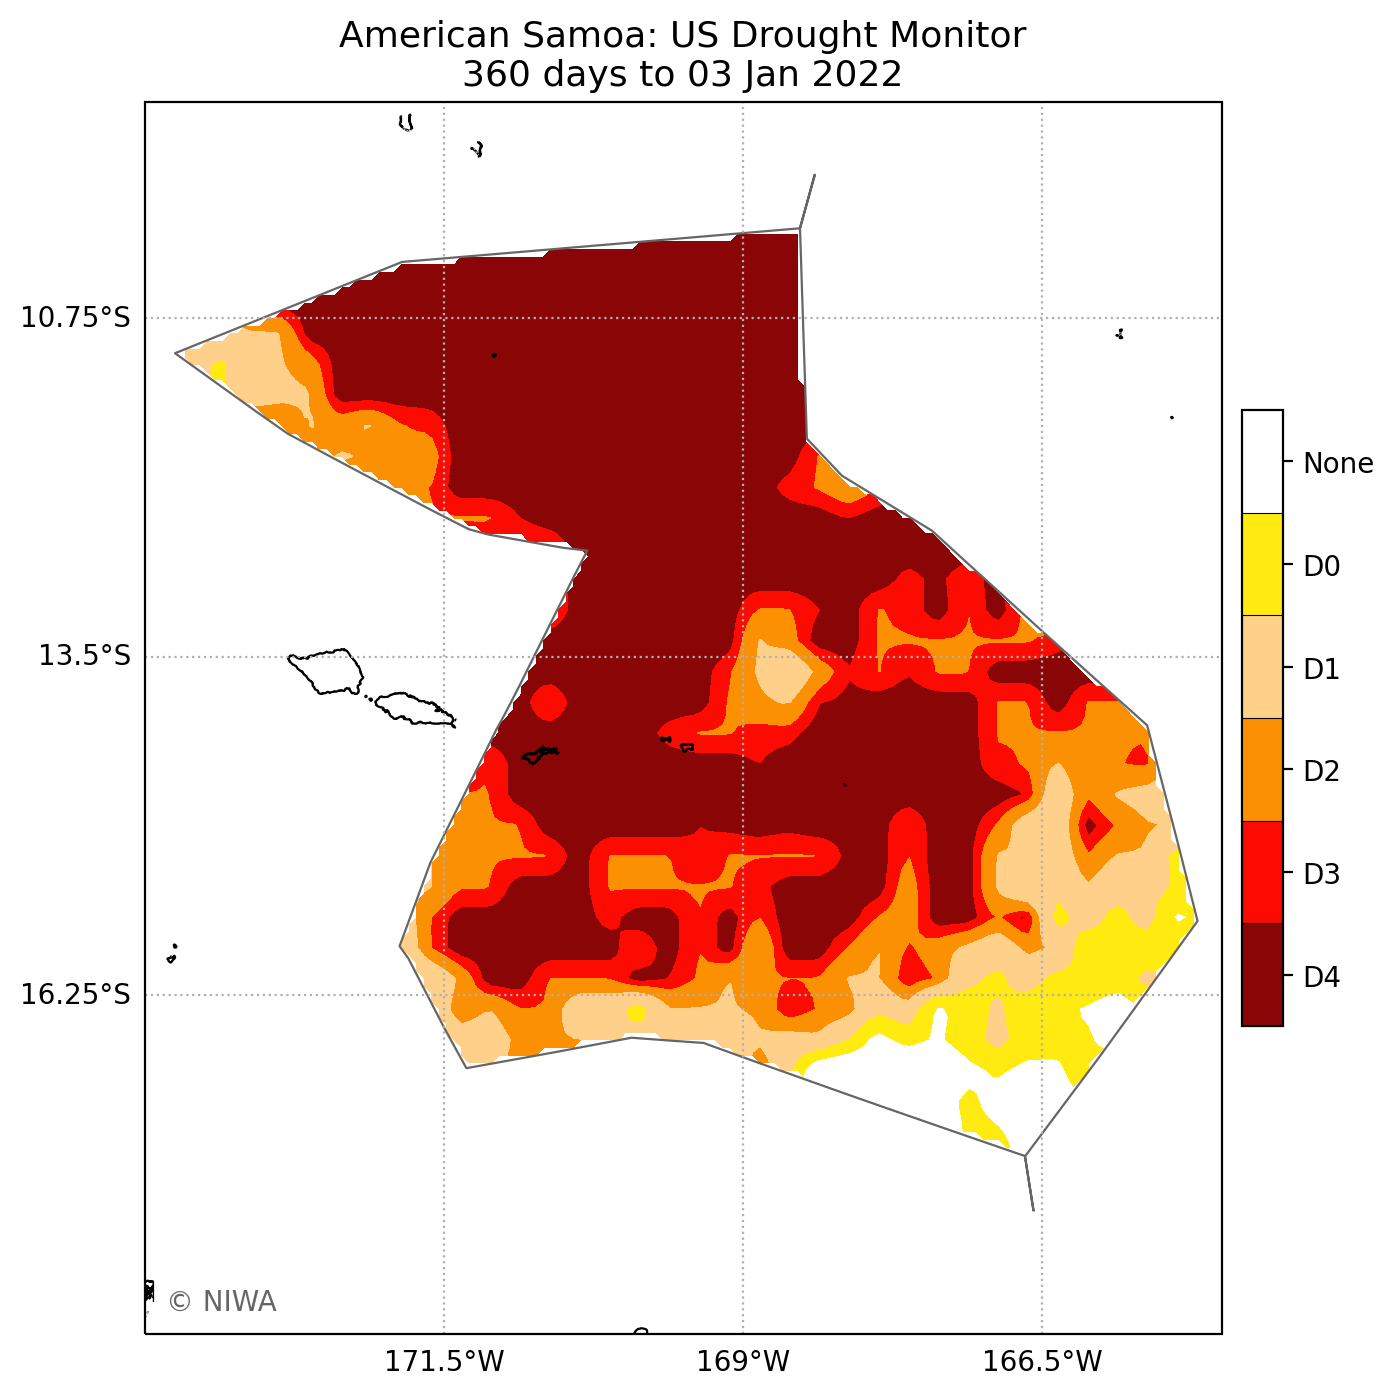 American Samoa: US Drought Monitor
360 days to 03 Jan 2022
10.75°S
13.5°S
16.25°S
171.5°W
169°W
166.5°W
None
D0
D1
D2
D3
D4
© NIWA